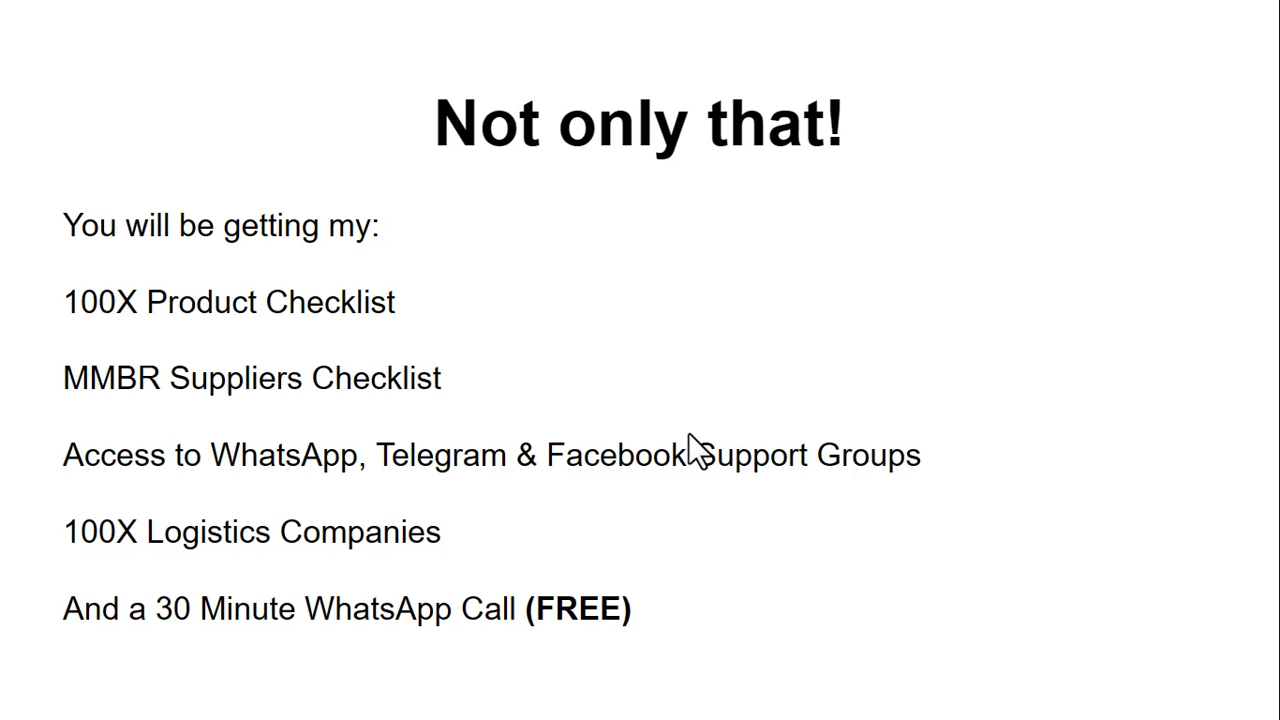 Not only that!
You will be getting my:
100X Product Checklist
MMBR Suppliers Checklist
Access to WhatsApp, Telegram & Facebook Support Groups
100X Logistics Companies
And a 30 Minute WhatsApp Call (FREE)